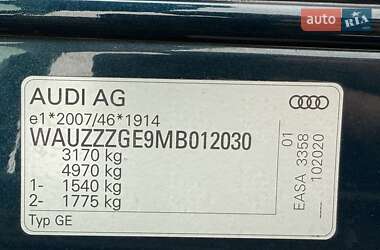 auto RIA
AUDI AG
e1*2007/46*1914
WAUZZZGE9MB012030
3170 kg
4970 kg
1- 1540 kg
2- 1775 kg
Typ GE
01
EASA 3358
102020